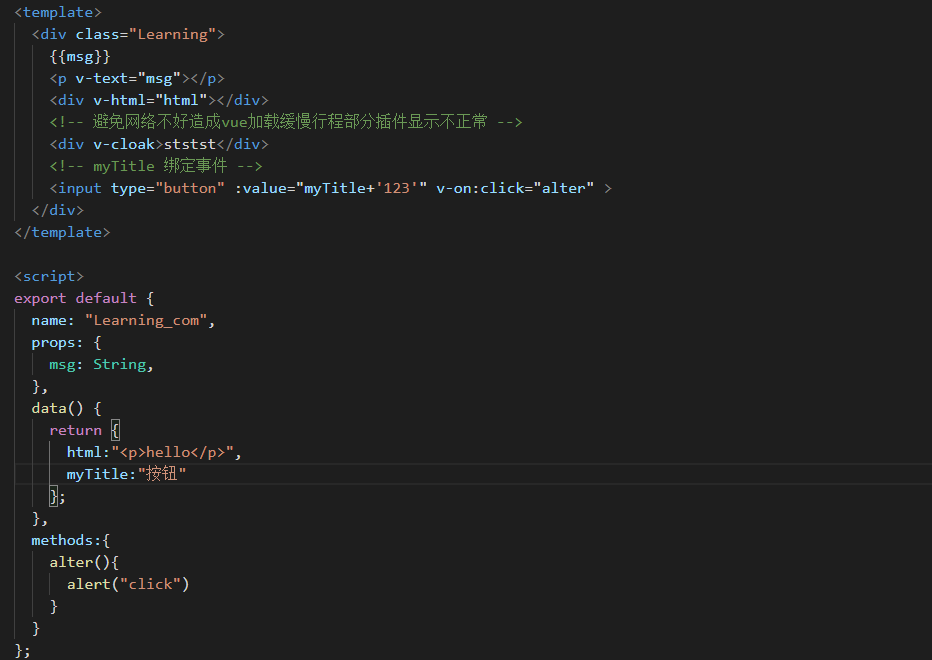 <template>
<div class="Learning">
{{msg}}
<p v-text="msg"></p>
<div v-html="html"></div>
<!-- 避免网络不好造成vue加载缓慢行程部分插件显示不正常 -->
<div v-cloak>ststst</div>
<!-- myTitle 绑定事件 -->
<input type="button" :value="myTitle+'123'" v-on:click="alter" >
</div>
</template>
<script>
export default {
name: "Learning_com",
props: {
msg: String,
},
data() {
return {
html:"<p>hello</p>",
myTitle:"按钮"
};
},
methods:{
alter(){
alert("click")
}
}
};